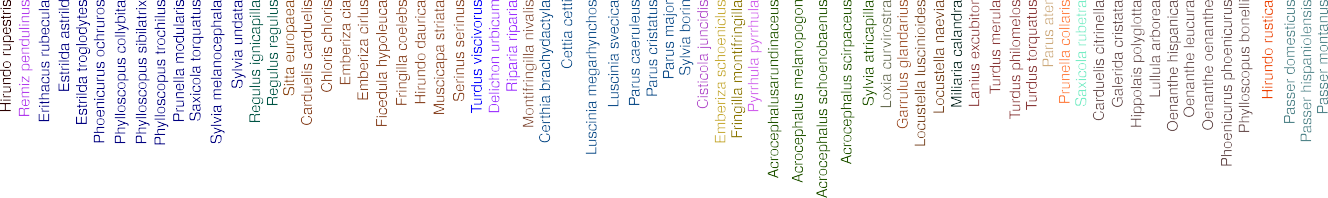 Hirundo rupestris
Remiz pendulinus
Erithacus rubecula
Estrilda astrild
Estrilda troglodytes
Phoenicurus ochruros
Phylloscopus collybita
Phylloscopus sibilatrix
Phylloscopus trochilus
Prunella modularis
Saxicola torquatus
Sylvia melanocephala
Sylvia undata
Regulus ignicapilla
Regulus regulus
Sitta europaea
Carduelis carduelis
Chloris chloris
Emberiza cia
Emberiza cirlus
Ficedula hypoleuca
Fringilla coelebs
Hirundo daurica
Muscicapa striata
Serinus serinus
Turdus viscivorus
Delichon urbicum
Riparia riparia
Montifringilla nivalis
Certhia brachydactyla
Cettia cetti
Luscinia megarhynchos
Luscinia svecica
Parus caeruleus
Parus cristatus
Parus major
Sylvia borin
Cisticola juncidis
Emberiza schoeniclus
Fringilla montifringilla
Pyrrhula pyrrhula
Acrocephalusarundinaceus
Acrocephalus melanopogon
Acrocephalus schoenobaenus
Acrocephalus scirpaceus
Sylvia atricapilla
Loxia curvirostra
Garrulus glandarius
Locustella luscinioides
Locustella naevia
Miliaria calandra
Lanius excubitor
Turdus merula
Turdus philomelos
Turdus torquatus
Parus ater
Prunella collaris
Saxicola rubetra
Carduelis citrinella
Galerida cristata
Hippolais polyglotta
Lullula arborea
Oenanthe hispanica
Oenanthe leucura
Oenanthe oenanthe
Phoenicurus phoenicurus
Phylloscopus bonelli
Hirundo rustica
Passer domesticus
Passer hispaniolensis
Passer montanus